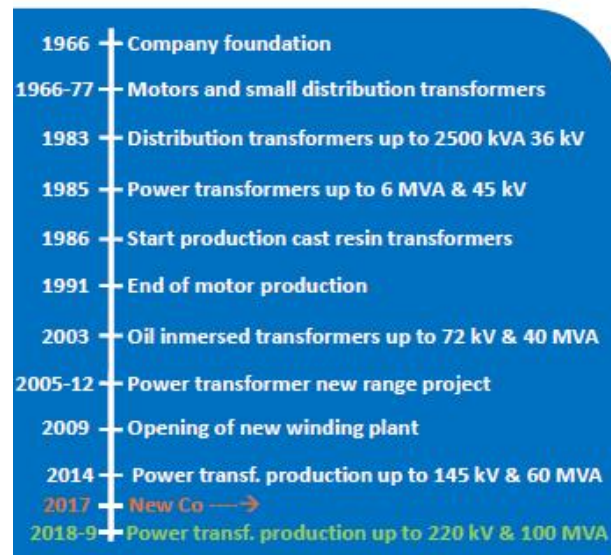 1966 Company foundation
1966-77 Motors and small distribution transformers
1983 Distribution transformers up to 2500 kVA 36 kV
1985 Power transformers up to 6 MVA & 45 kV
1986 Start production cast resin transformers
1991 End of motor production
2003 Oil inmersed transformers up to 72 kV & 40 MVA
2005-12 Power transformer new range project
2009 Opening of new winding plant
2014 Power transf. production up to 145 kV & 60 MVA
2017 New Co ---->
2018-9 Power transf. production up to 220 kV & 100 MVA